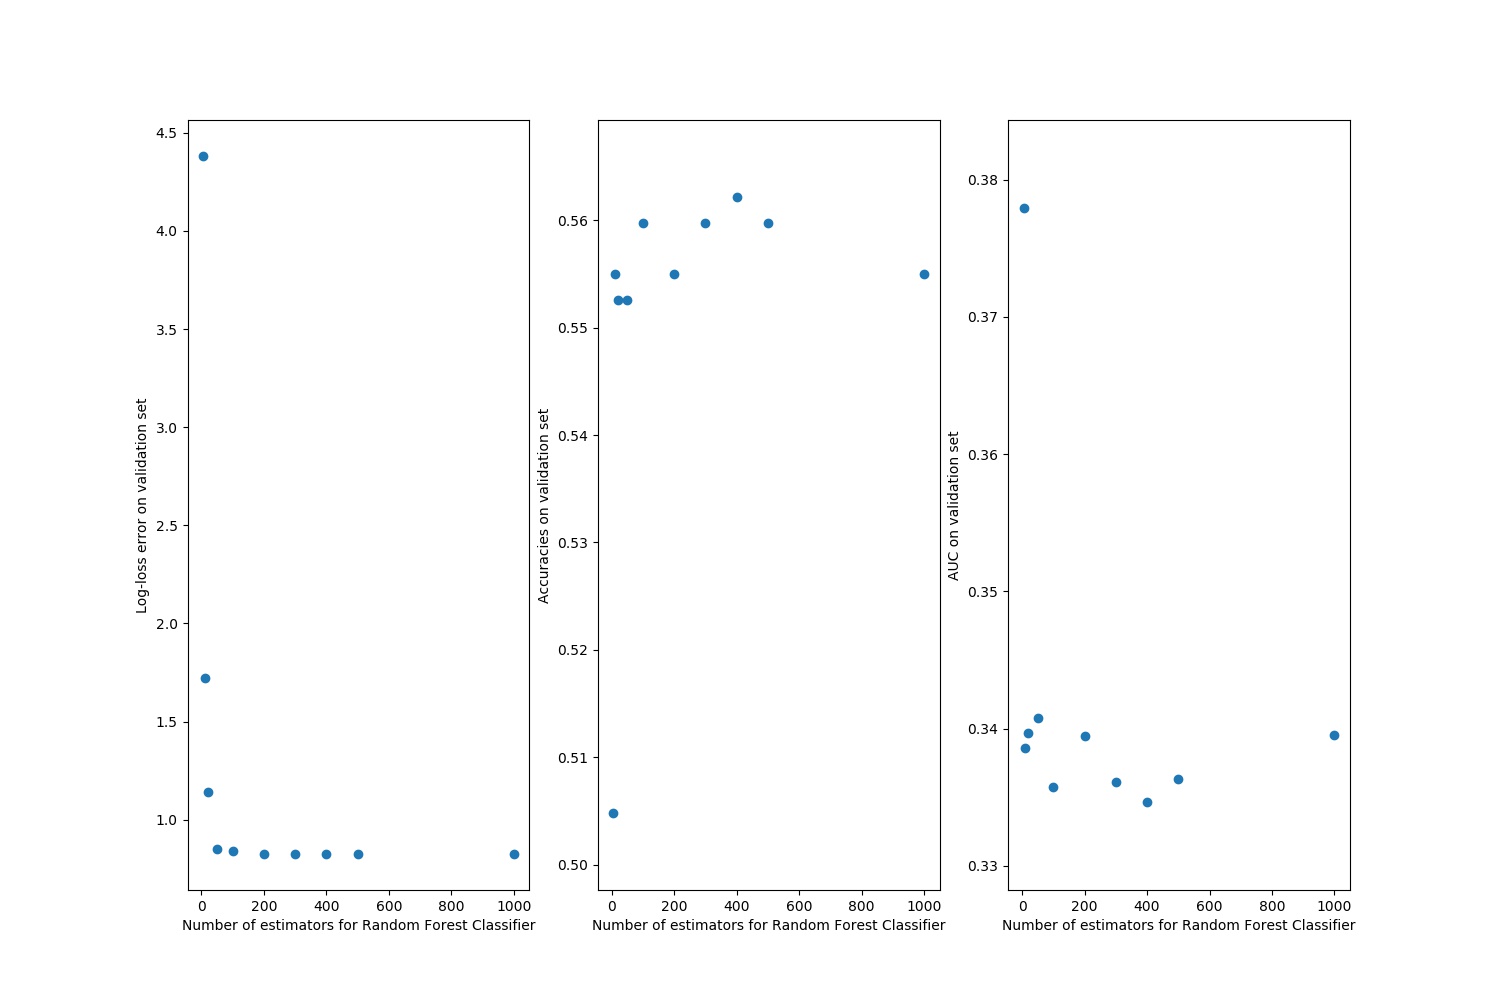 4.5
4.0
3.5
3.0
2.5
2.0
1.5
1.0
Log-loss error on validation set
0 200 400 600 800 1000
Number of estimators for Random Forest Classifier
0.56
0.55
0.54
0.53
0.52
0.51
0.50
Accuracies on validation set
0 200 400 600 800 1000
Number of estimators for Random Forest Classifier
0.38
0.37
0.36
0.35
0.34
0.33
AUC on validation set
0 200 400 600 800 1000
Number of estimators for Random Forest Classifier